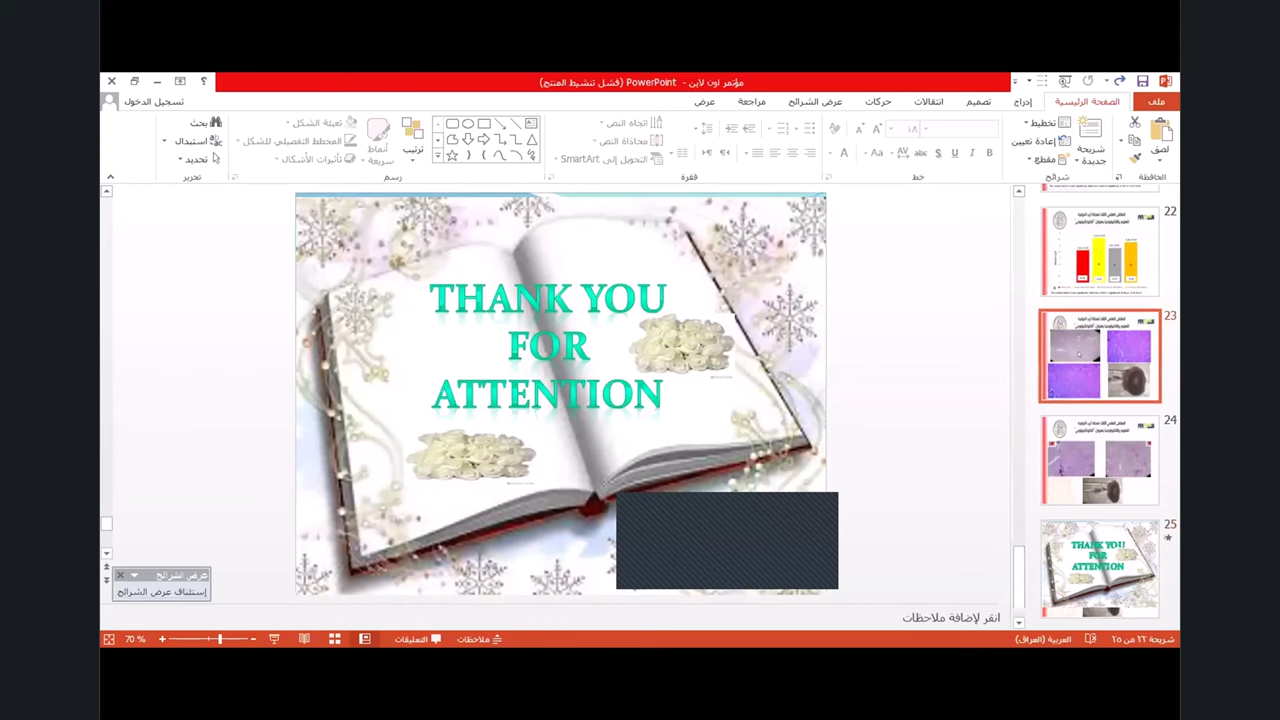 مؤتمر اون لاين - PowerPoint (فشل تنشيط المنتج)
تسجيل الدخول
ملف
الصفحة الرئيسية
إدراج
تصميم
انتقالات
حركات
عرض الشرائح
مراجعة
عرض
لصق
الحافظة
شريحة جديدة
تخطيط
إعادة تعيين
مقطع
شرائح
خط
اتجاه النص
محاذاة النص
التحويل إلى SmartArt
فقرة
ترتيب
أنماط سريعة
تعبئة الشكل
المخطط التفصيلي للشكل
تأثيرات الأشكال
رسم
بحث
استبدال
تحديد
تحرير
THANK YOU
FOR
ATTENTION
22
23
24
25
THANK YOU
FOR
ATTENTION
عرض الشرائح
إستئناف عرض الشرائح
انقر لإضافة ملاحظات
شريحة ٢٢ من ٢٥
العربية (العراق)
ملاحظات
التعليقات
70 %